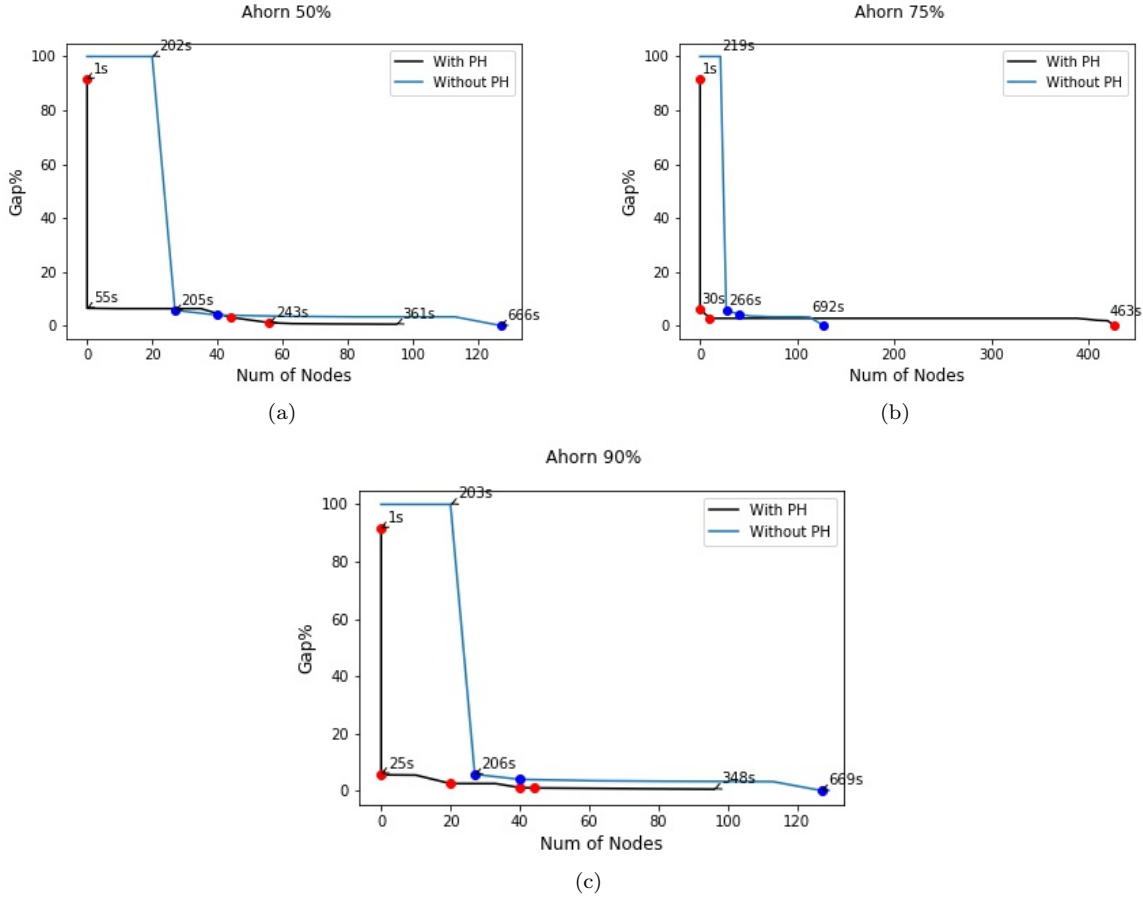 Ahorn 50%
202s
100
1s
With PH
Without PH
80
60
Gap%
40
20
55s
205s
243s
361s
666s
0
0 20 40 60 80 100 120
Num of Nodes
(a)
Ahorn 75%
219s
100
1s
With PH
Without PH
80
60
Gap%
40
20
30s
266s
692s
463s
0
0 100 200 300 400
Num of Nodes
(b)
Ahorn 90%
203s
100
1s
With PH
Without PH
80
60
Gap%
40
20
25s
206s
348s
669s
0
0 20 40 60 80 100 120
Num of Nodes
(c)